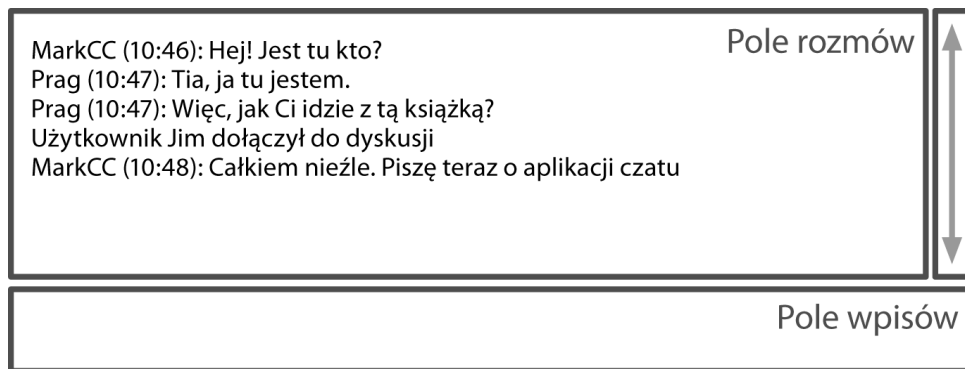 Pole rozmów
MarkCC (10:46): Hej! Jest tu kto?
Prag (10:47): Tia, ja tu jestem.
Prag (10:47): Więc, jak Ci idzie z tą książką?
Użytkownik Jim dołączył do dyskusji
MarkCC (10:48): Całkiem nieźle. Piszę teraz o aplikacji czatu
Pole wpisów